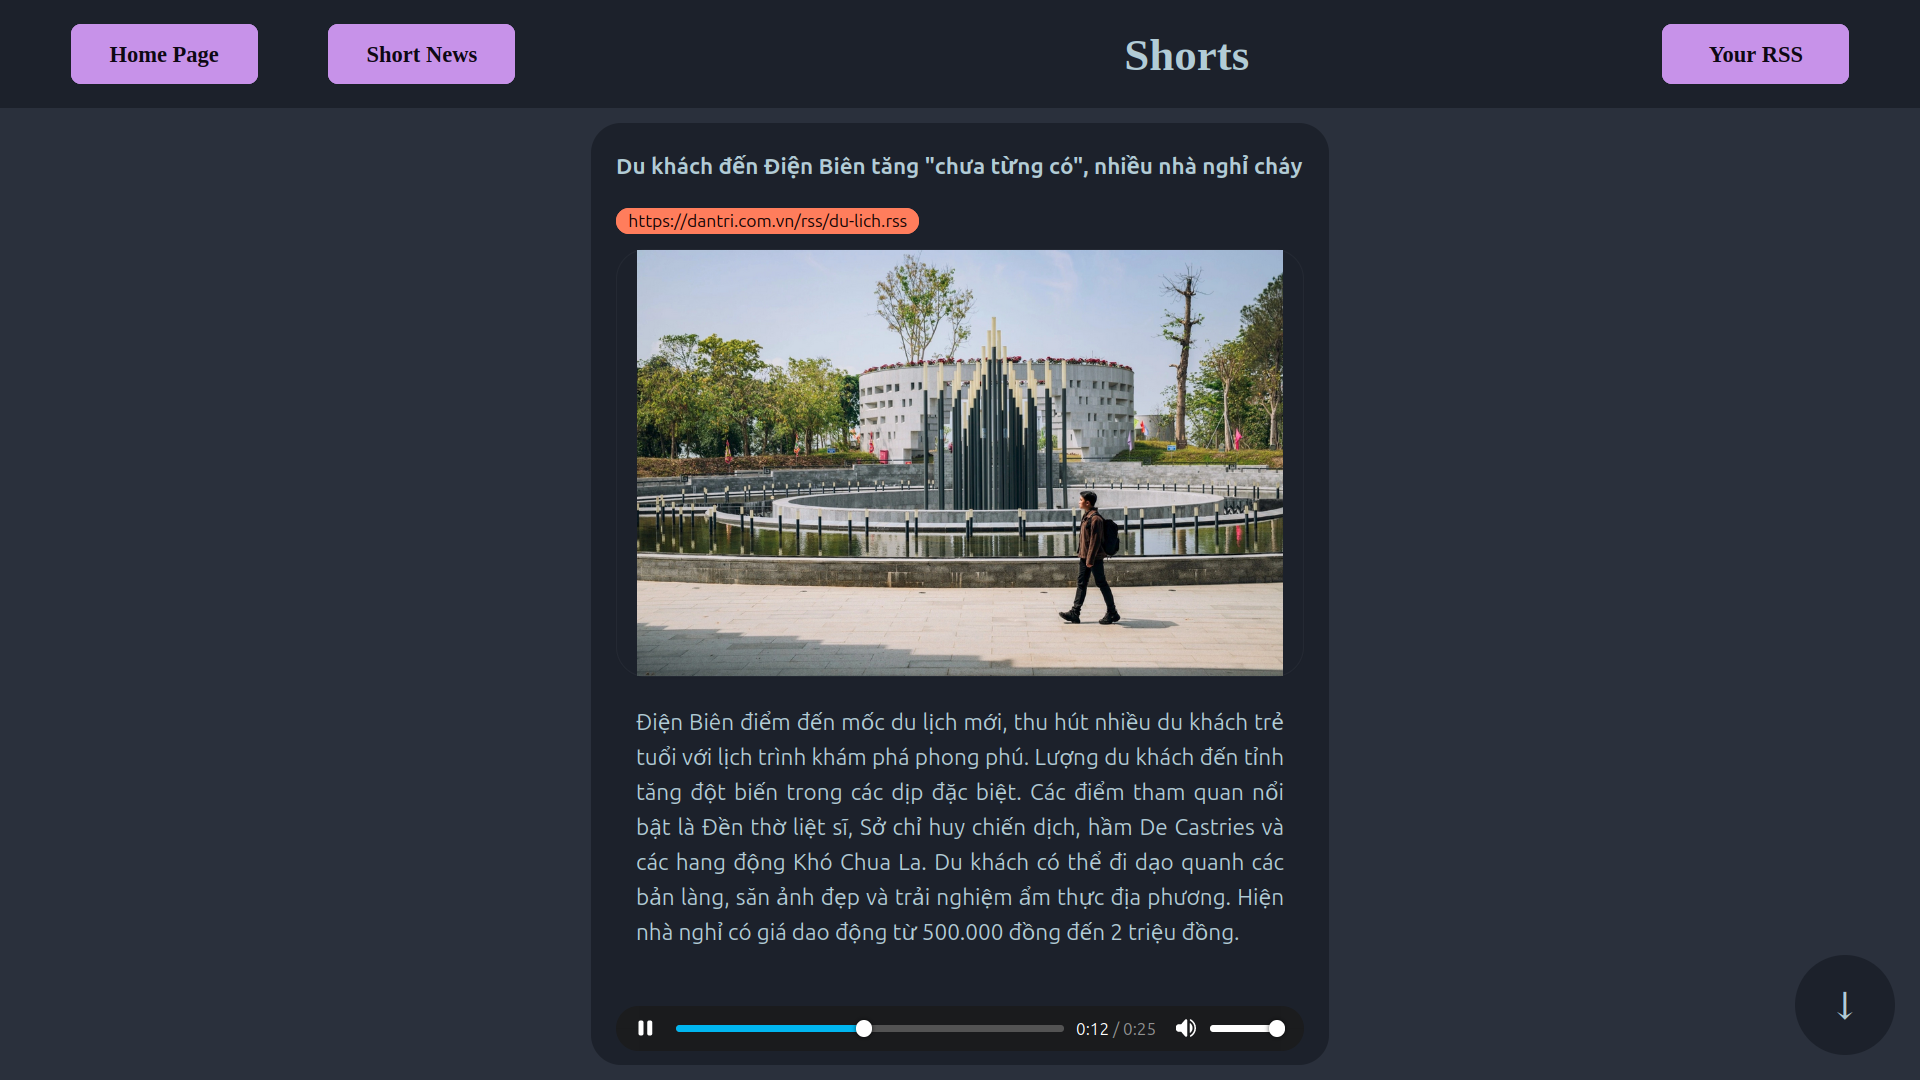 Home Page
Short News
Shorts
Your RSS
Du khách đến Điện Biên tăng "chưa từng có", nhiều nhà nghỉ cháy
https://dantri.com.vn/rss/du-lich.rss
Điện Biên điểm đến mốc du lịch mới, thu hút nhiều du khách trẻ
tuổi với lịch trình khám phá phong phú. Lượng du khách đến tỉnh
tăng đột biến trong các dịp đặc biệt. Các điểm tham quan nổi
bật là Đền thờ liệt sĩ, Sở chỉ huy chiến dịch, hầm De Castries và
các hang động Khó Chua La. Du khách có thể đi dạo quanh các
bản làng, săn ảnh đẹp và trải nghiệm ẩm thực địa phương. Hiện
nhà nghỉ có giá dao động từ 500.000 đồng đến 2 triệu đồng.
0:12 / 0:25